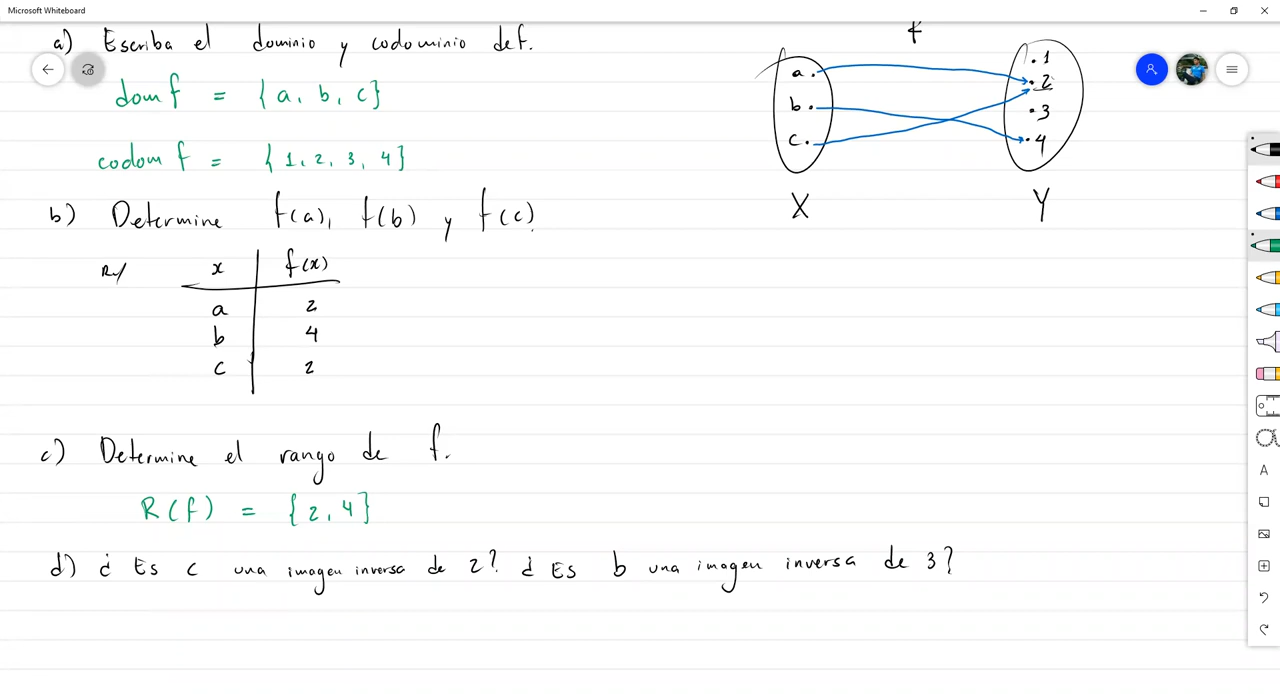 Microsoft Whiteboard
a) Escriba el dominio y codominio de f.
dom f = {a, b, c}
codom f = {1, 2, 3, 4}
f
a
b
c
1
2
3
4
X
Y
b) Determine f(a), f(b) y f(c)
R// x f(x)
a 2
b 4
c 2
c) Determine el rango de f.
R(f) = {2, 4}
d) ¿Es c una imagen inversa de 2? ¿Es b una imagen inversa de 3?
A